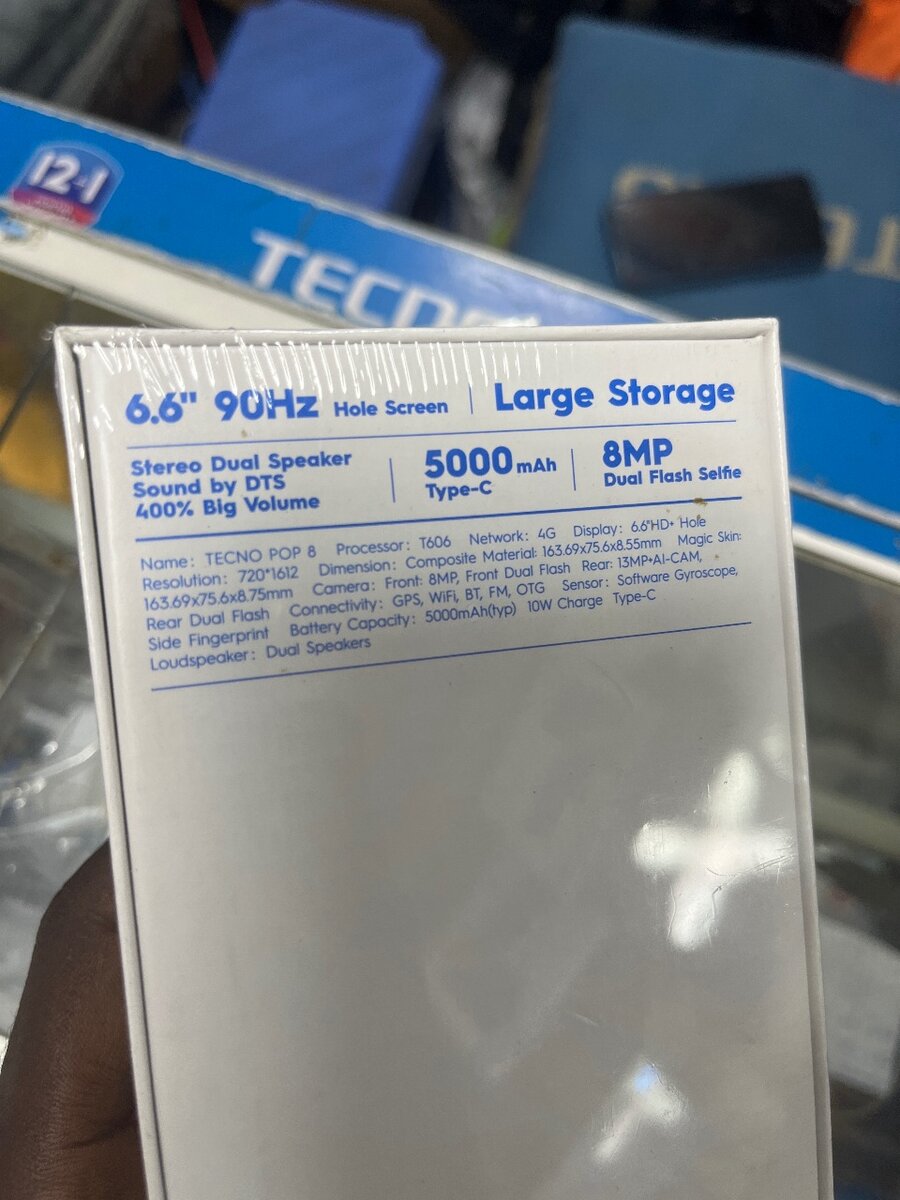 12+1
TECNO
6.6" 90Hz Hole Screen | Large Storage
Stereo Dual Speaker
Sound by DTS
400% Big Volume
5000mAh
Type-C
8MP
Dual Flash Selfie
Name: TECNO POP 8 Processor: T606 Network: 4G Display: 6.6"HD+ Hole
Resolution: 720*1612 Dimension: Composite Material: 163.69x75.6x8.55mm Magic Skin:
163.69x75.6x8.75mm Camera: Front: 8MP, Front Dual Flash Rear: 13MP+AI-CAM,
Rear Dual Flash Connectivity: GPS, WiFi, BT, FM, OTG Sensor: Software Gyroscope,
Side Fingerprint Battery Capacity: 5000mAh(typ) 10W Charge Type-C
Loudspeaker: Dual Speakers